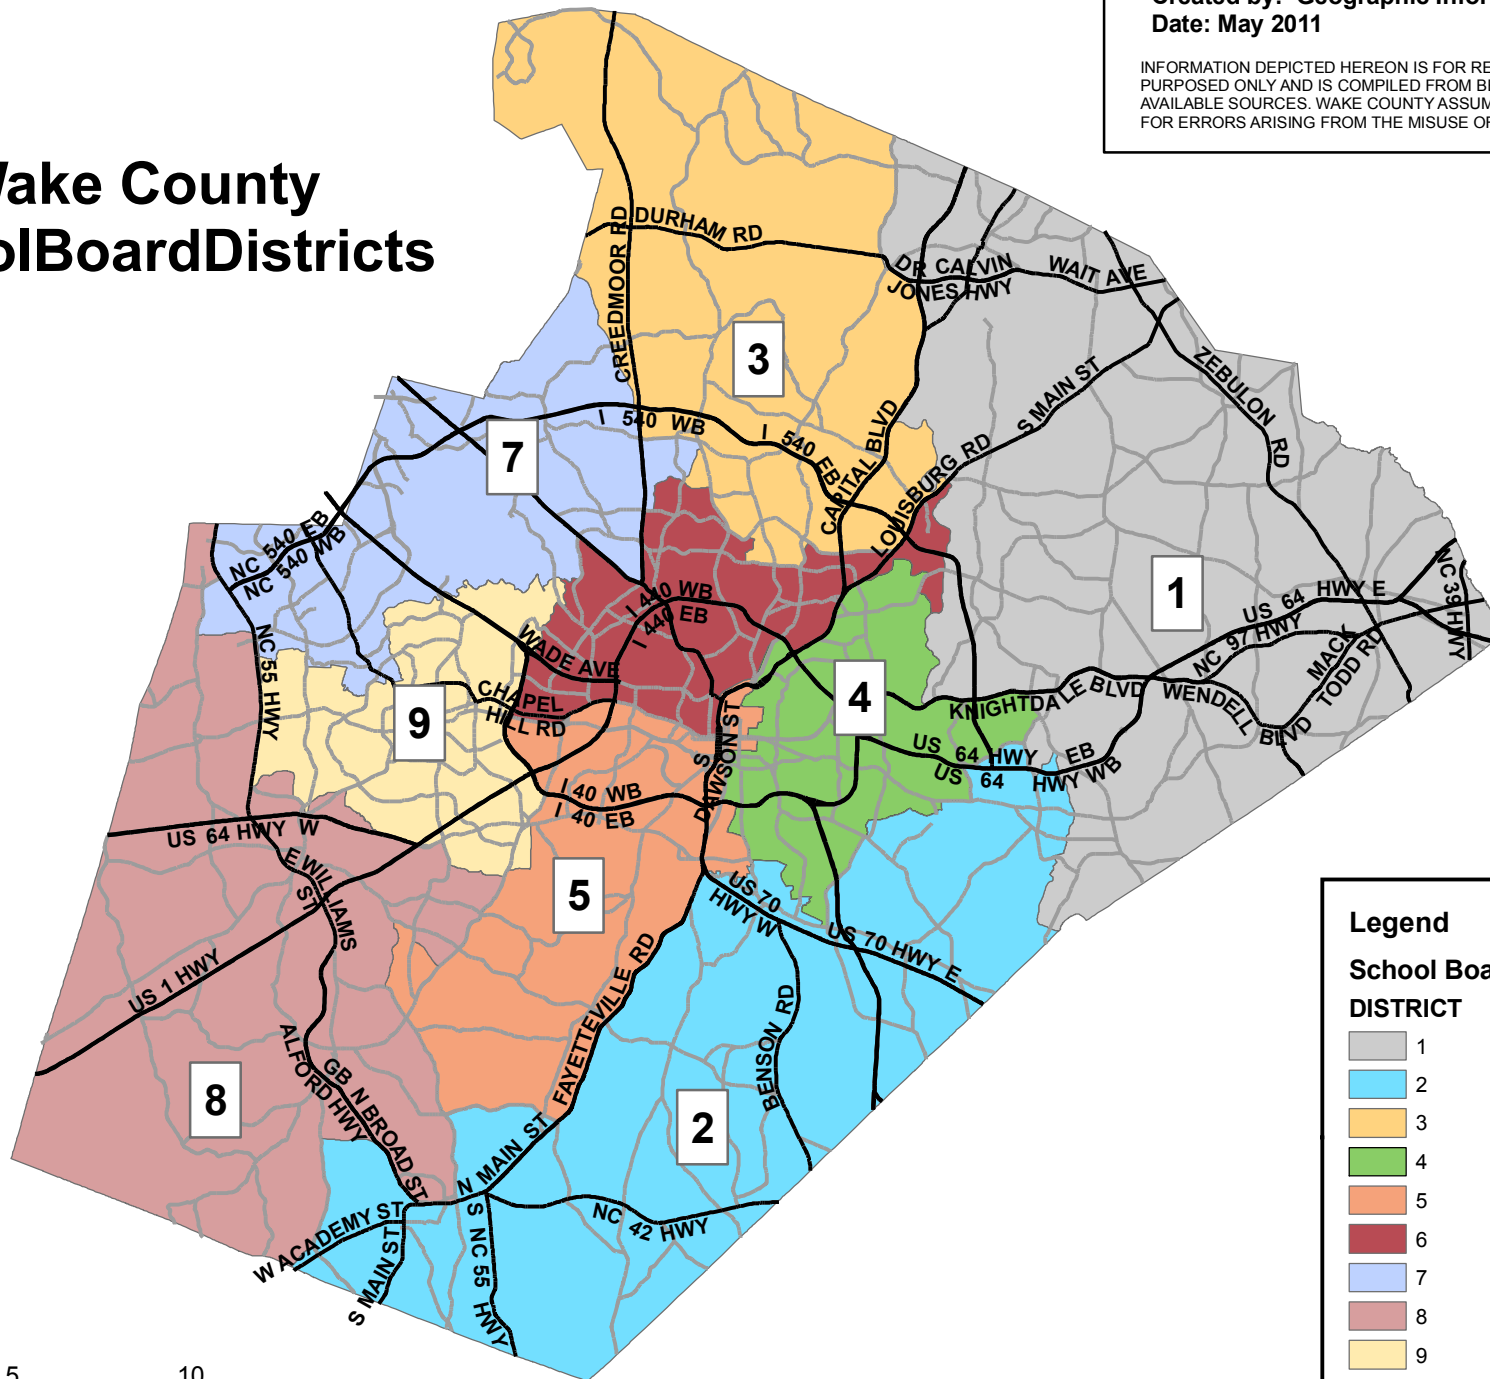 Date: May 2011
INFORMATION DEPICTED HEREON IS FOR
PURPOSED ONLY AND IS COMPILED FROM
AVAILABLE SOURCES. WAKE COUNTY
FOR ERRORS ARISING FROM THE MISUSE
County
Districts
DURHAM RD
CREEDMOOR RD
DR CALVIN
JONES HWY
WAIT AVE
3
S MAIN ST
ZEBULON RD
CAPITAL BLVD
I 540 WB
I 540 EB
LOUISBURG RD
7
NC 540 EB
NC 540 WB
I 440 WB
I 440 EB
1
US 64 HWY E
NC 39 HWY
NC 97 HWY
MACK
TODD RD
WADE AVE
NC 55 HWY
CHAPEL
HILL RD
9
4
KNIGHTDALE BLVD
WENDELL
BLVD
S
DAWSON ST
US 64 HWY EB
US 64 HWY WB
I 40 WB
I 40 EB
US 64 HWY W
E WILLIAMS
ST
5
US 70
HWY W
US 70 HWY E
US 1 HWY
FAYETTEVILLE RD
BENSON RD
GB
ALFORD HWY
N BROAD ST
8
2
N MAIN ST
W ACADEMY ST
S MAIN ST
S NC 55 HWY
NC 42 HWY
Legend
School
DISTRICT
1
2
3
4
5
6
7
8
9
5 10